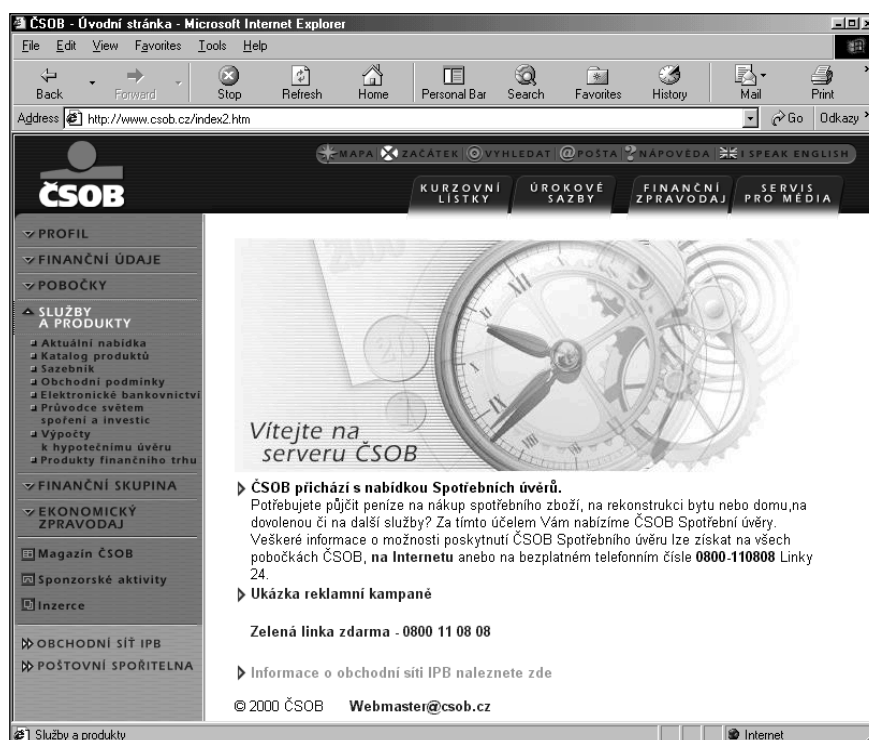 ČSOB - Úvodní stránka - Microsoft Internet Explorer
File Edit View Favorites Tools Help
Back Forward Stop Refresh Home Personal Bar Search Favorites History Mail Print
Address http://www.csob.cz/index2.htm Go Odkazy
MAPA ZAČÁTEK VYHLEDAT POŠTA NÁPOVĚDA I SPEAK ENGLISH
ČSOB
KURZOVNÍ LÍSTKY
ÚROKOVÉ SAZBY
FINANČNÍ ZPRAVODAJ
SERVIS PRO MÉDIA
PROFIL
FINANČNÍ ÚDAJE
POBOČKY
SLUŽBY
A PRODUKTY
Aktuální nabídka
Katalog produktů
Sazebník
Obchodní podmínky
Elektronické bankovnictví
Průvodce světem
spoření a investic
Výpočty
k hypotečnímu úvěru
Produkty finančního trhu
FINANČNÍ SKUPINA
EKONOMICKÝ
ZPRAVODAJ
Magazín ČSOB
Sponzorské aktivity
Inzerce
OBCHODNÍ SÍŤ IPB
POŠTOVNÍ SPOŘITELNA
2000
20
XII
Vítejte na
serveru ČSOB
ČSOB přichází s nabídkou Spotřebních úvěrů.
Potřebujete půjčit peníze na nákup spotřebního zboží, na rekonstrukci bytu nebo domu,na
dovolenou či na další služby? Za tímto účelem Vám nabízíme ČSOB Spotřební úvěry.
Veškeré informace o možnosti poskytnutí ČSOB Spotřebního úvěru lze získat na všech
pobočkách ČSOB, na Internetu anebo na bezplatném telefonním čísle 0800-110808 Linky
24.
Ukázka reklamní kampaně
Zelená linka zdarma - 0800 11 08 08
Informace o obchodní síti IPB naleznete zde
© 2000 ČSOB Webmaster@csob.cz
Služby a produkty Internet